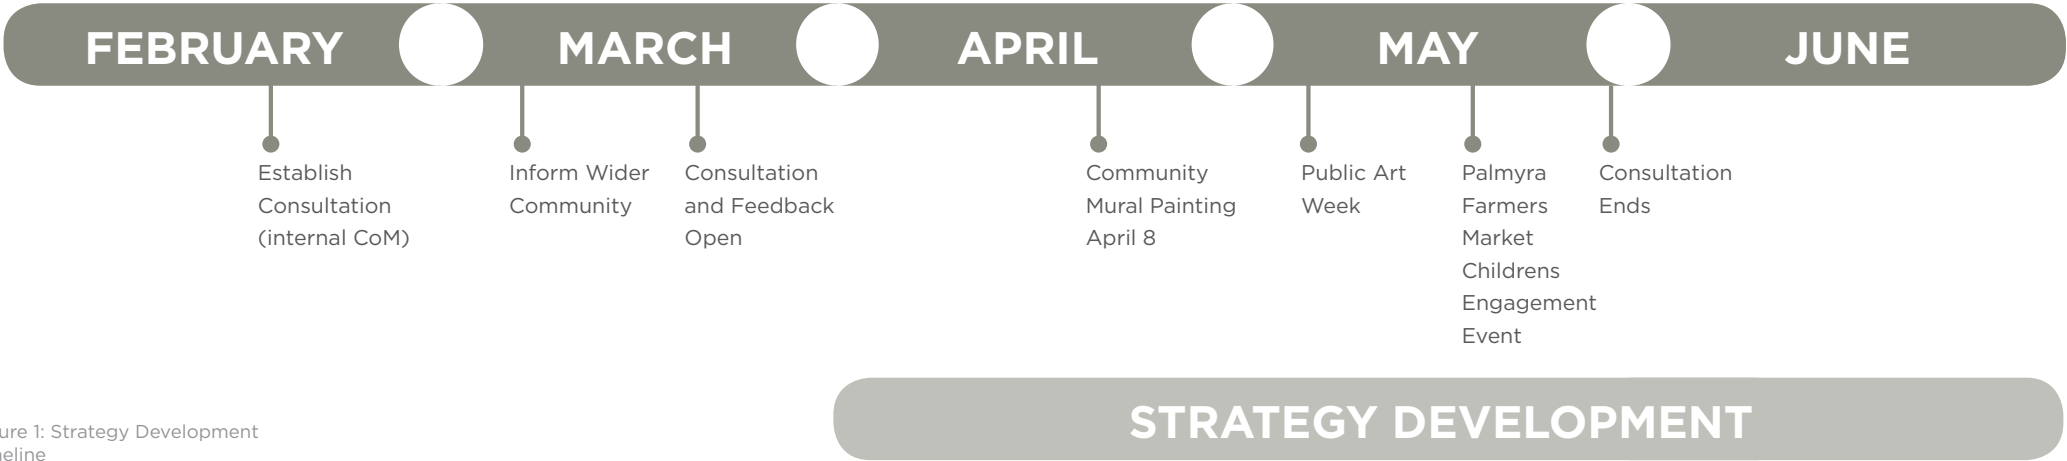 FEBRUARY
MARCH
APRIL
MAY
JUNE
Establish
Consultation
(internal CoM)
Inform Wider
Community
Consultation
and Feedback
Open
Community
Mural Painting
April 8
Public Art
Week
Palmyra
Farmers
Market
Childrens
Engagement
Event
Consultation
Ends
STRATEGY DEVELOPMENT
ure 1: Strategy Development
eline